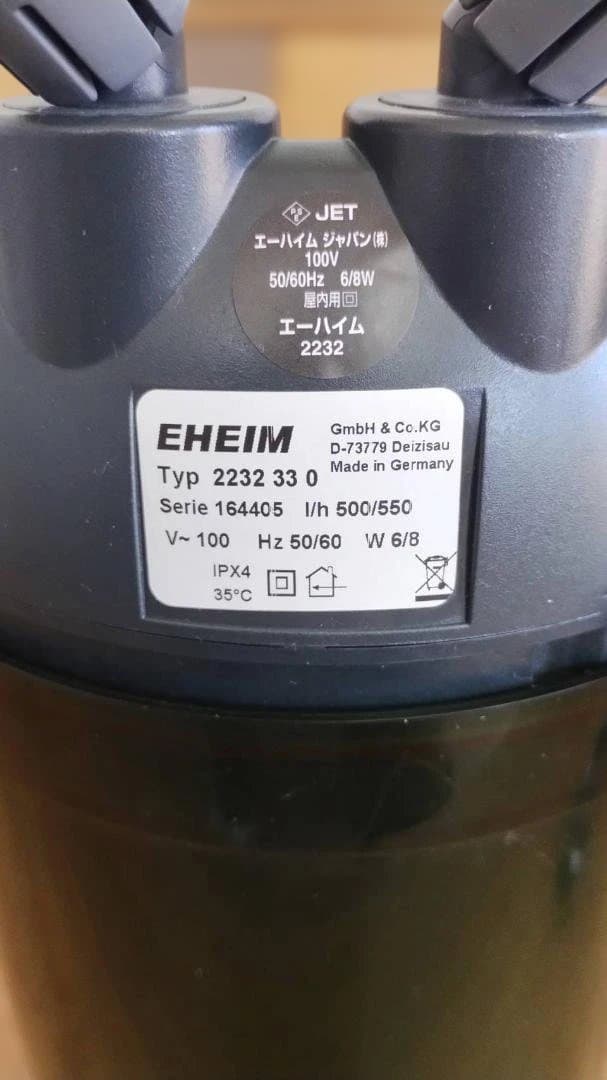 PSE JET
エーハイム ジャパン(株)
100V
50/60Hz 6/8W
屋内用
エーハイム
2232
EHEIM
GmbH & Co.KG
D-73779 Deizisau
Made in Germany
Typ 2232 33 0
Serie 164405 l/h 500/550
V~ 100 Hz 50/60 W 6/8
IPX4
35°C